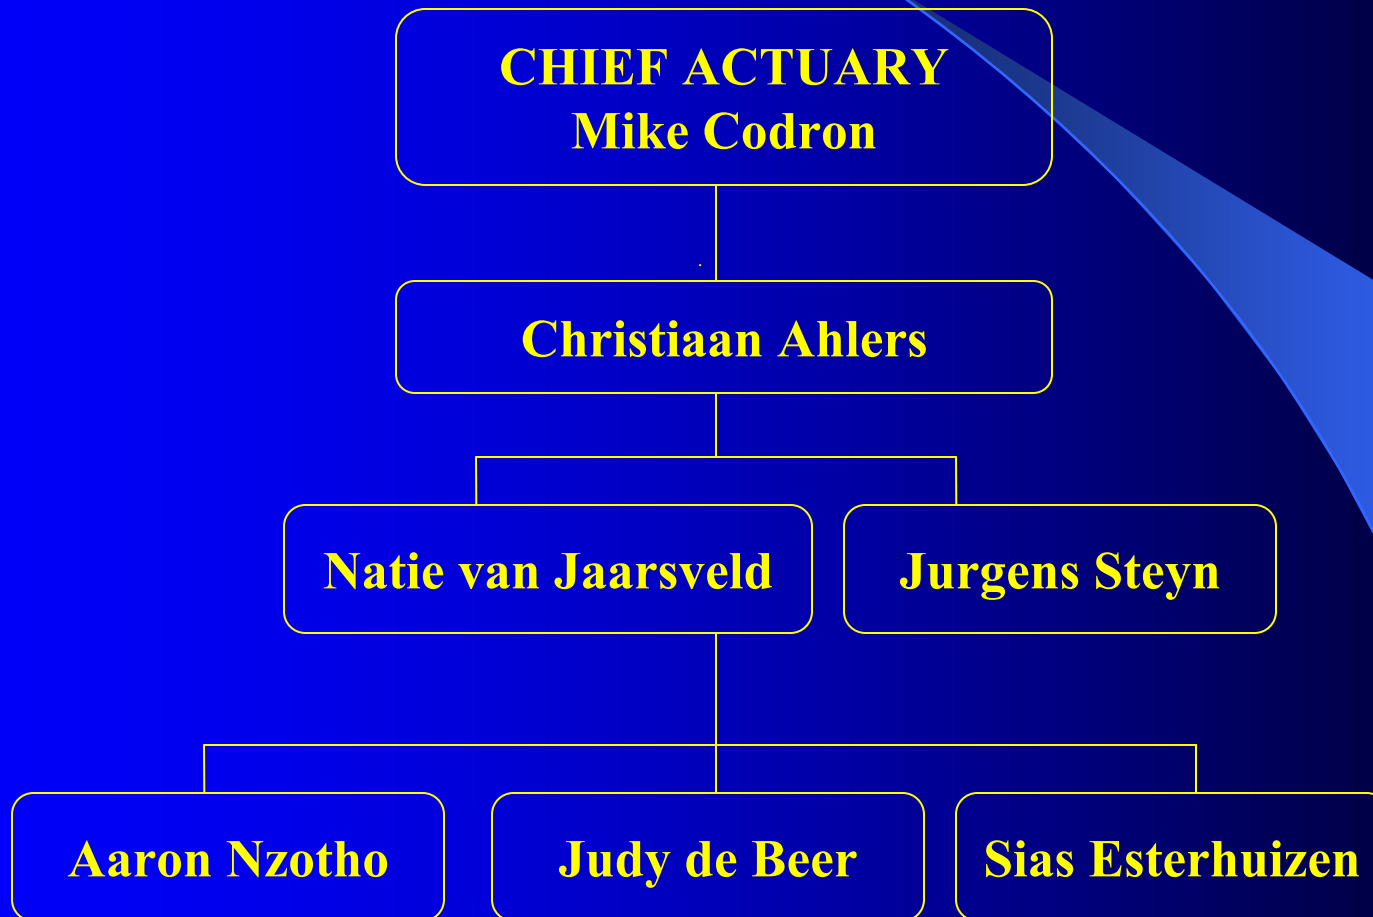 CHIEF ACTUARY
Mike Codron
Christiaan Ahlers
Natie van Jaarsveld
Jurgens Steyn
Aaron Nzotho
Judy de Beer
Sias Esterhuizen